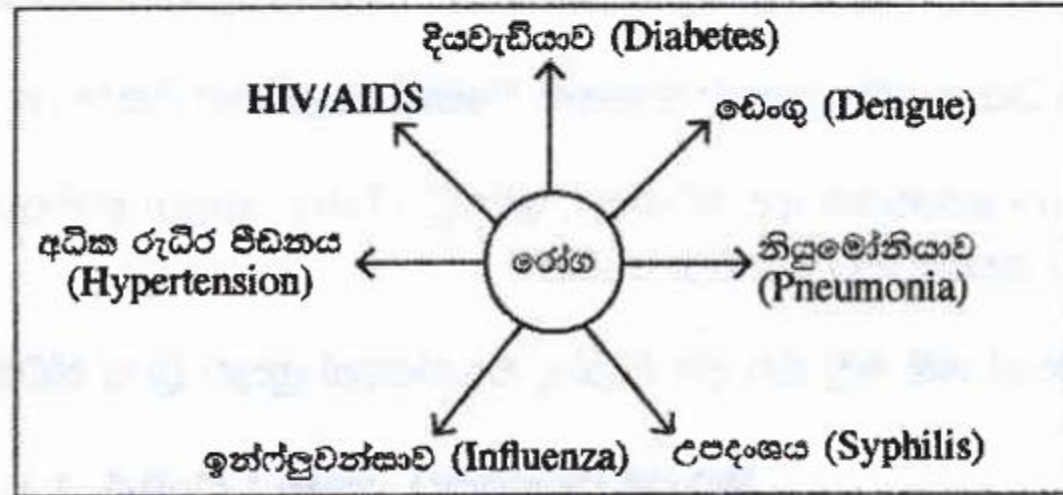 දියවැඩියාව (Diabetes)
HIV/AIDS
ඩෙංගු (Dengue)
අධික රුධිර පීඩනය
(Hypertension)
රෝග
නියුමෝනියාව
(Pneumonia)
ඉන්ෆ්ලුවන්සාව (Influenza)
උපදංශය (Syphilis)